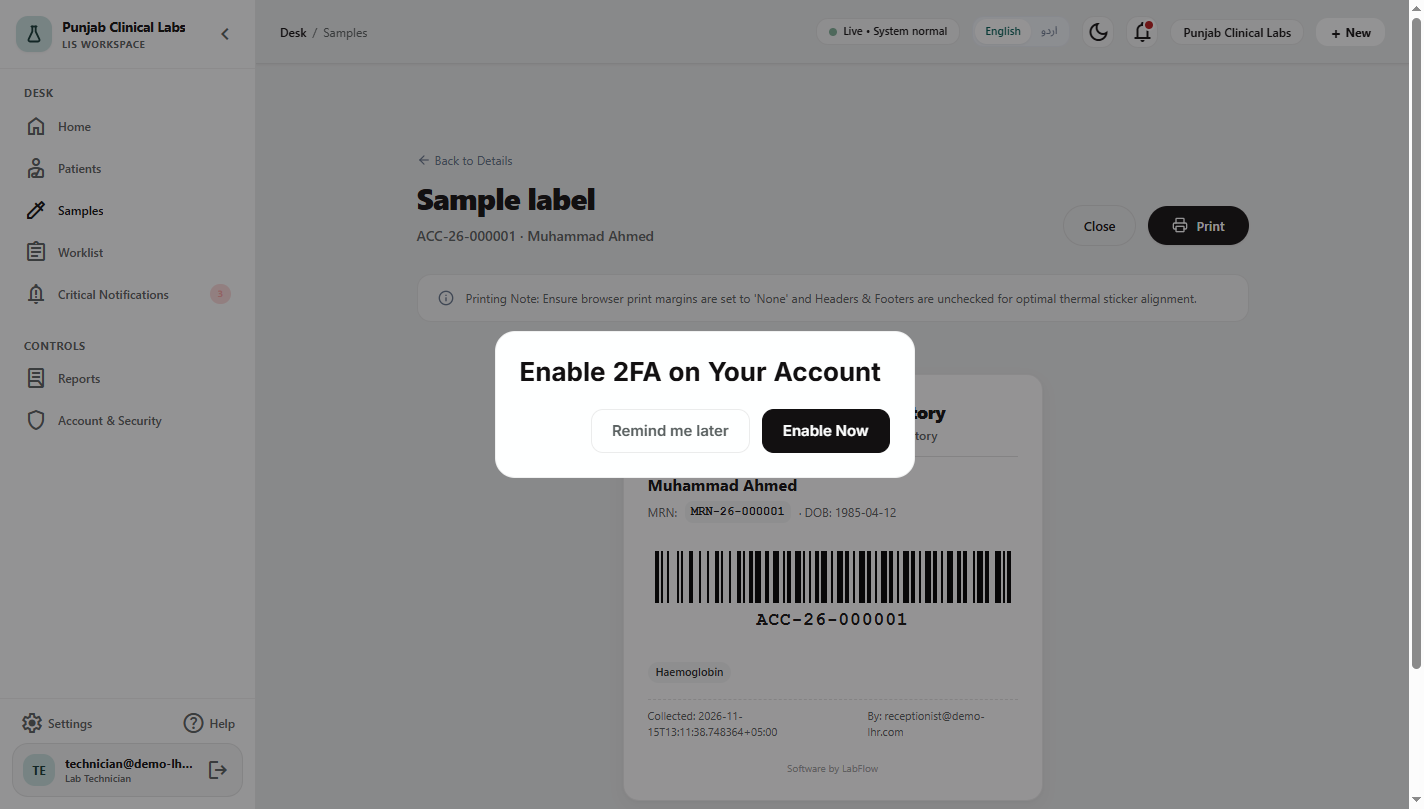 Punjab Clinical Labs
LIS WORKSPACE
DESK
Home
Patients
Samples
Worklist
Critical Notifications 3
CONTROLS
Reports
Account & Security
Settings
Help
TE
technician@demo-lh...
Lab Technician
Desk / Samples
Live • System normal
English
اردو
Punjab Clinical Labs
+ New
Back to Details
Sample label
ACC-26-000001 · Muhammad Ahmed
Close
Print
Printing Note: Ensure browser print margins are set to 'None' and Headers & Footers are unchecked for optimal thermal sticker alignment.
Enable 2FA on Your Account
Remind me later
Enable Now
Muhammad Ahmed
MRN: MRN-26-000001 · DOB: 1985-04-12
ACC-26-000001
Haemoglobin
Collected: 2026-11-
15T13:11:38.748364+05:00
By: receptionist@demo-
lhr.com
Software by LabFlow